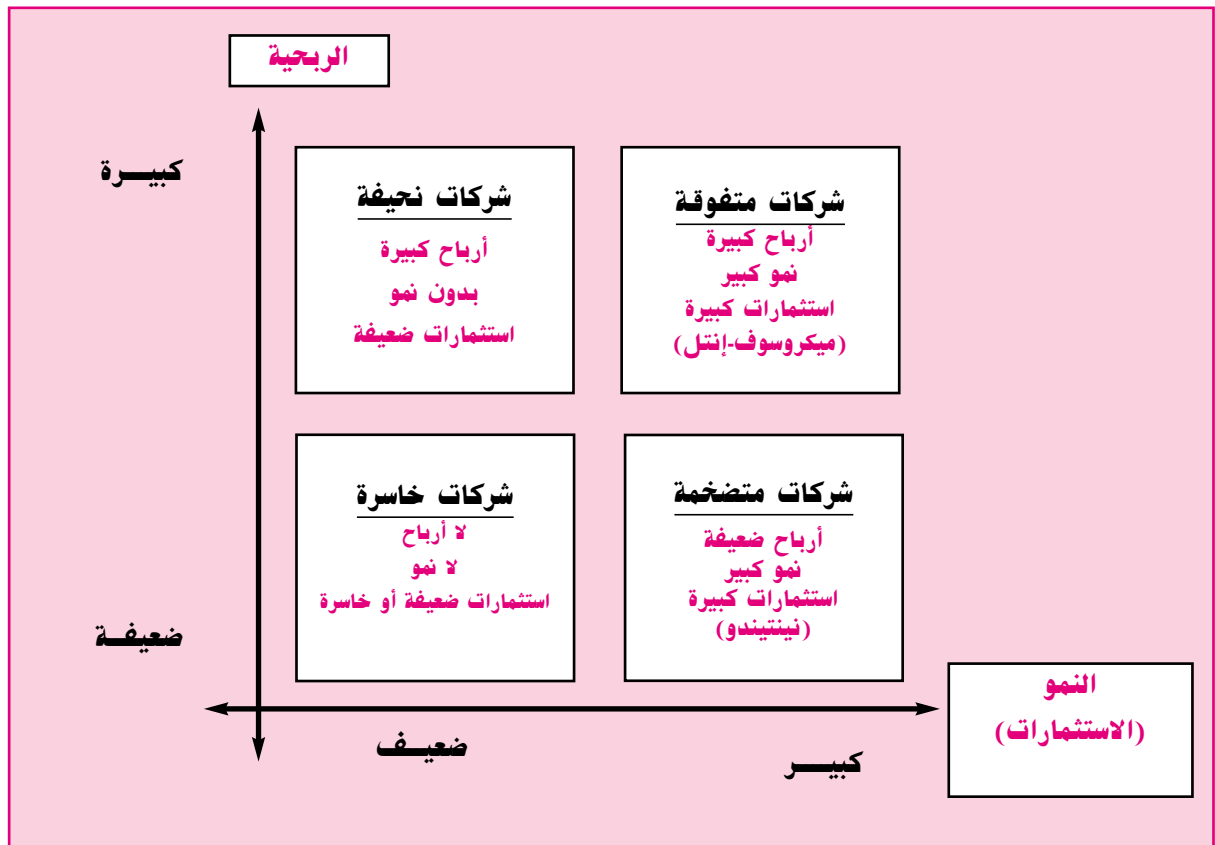 الربحية
كبيــــرة
شركات متفوقة
أرباح كبيرة
نمو كبير
استثمارات كبيرة
(ميكروسوف-إنتل)
شركات نحيفة
أرباح كبيرة
بدون نمو
استثمارات ضعيفة
شركات متضخمة
أرباح ضعيفة
نمو كبير
استثمارات كبيرة
(نينتيندو)
شركات خاسرة
لا أرباح
لا نمو
استثمارات ضعيفة أو خاسرة
ضعيفــة
النمو
(الاستثمارات)
كبيــــر
ضعيــف